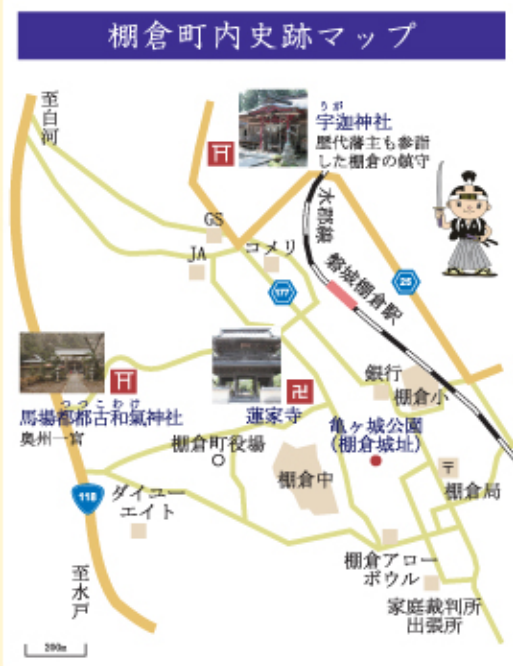 棚倉町内史跡マップ
至白河
うが
宇迦神社
歴代藩主も参詣
した棚倉の鎮守
水郡線
GS
JA
コメリ
177
25
磐城棚倉駅
つつこわけ
馬場都都古和氣神社
奥州一宮
蓮家寺
銀行
棚倉小
亀ヶ城公園
(棚倉城址)
棚倉町役場
棚倉中
〒
棚倉局
118
ダイユー
エイト
棚倉アロー
ボウル
至水戸
家庭裁判所
出張所
200m